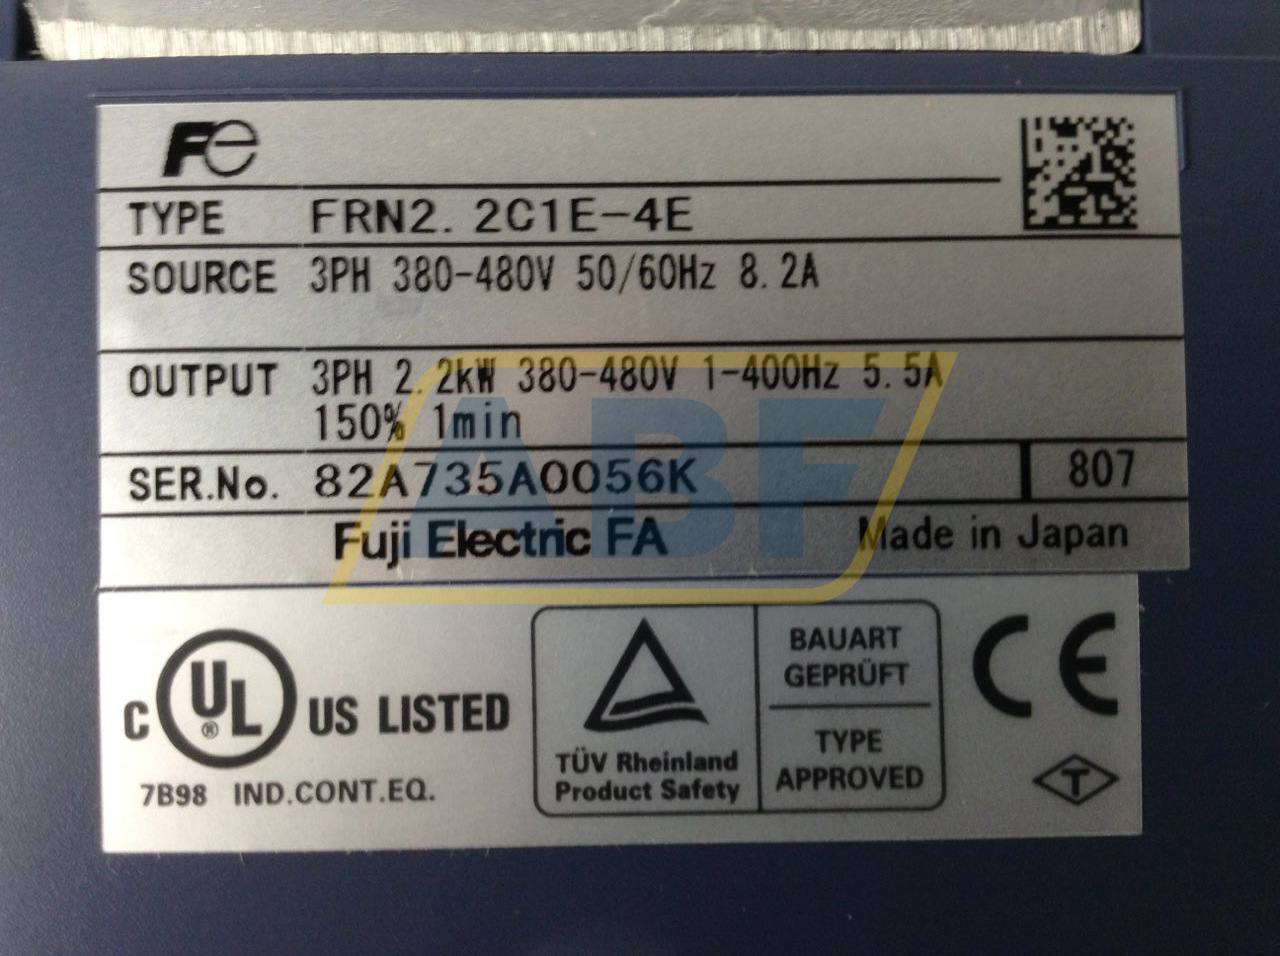 Fe
TYPE FRN2. 2C1E-4E
SOURCE 3PH 380-480V 50/60Hz 8. 2A
OUTPUT 3PH 2. 2kW 380-480V 1-400Hz 5. 5A
150% 1min
SER.No. 82A735A0056K 807
Fuji Electric FA Made in Japan
ABF
C UL ® US LISTED
7B98 IND.CONT.EQ.
TÜV Rheinland
Product Safety
BAUART
GEPRÜFT
TYPE
APPROVED
CE
T